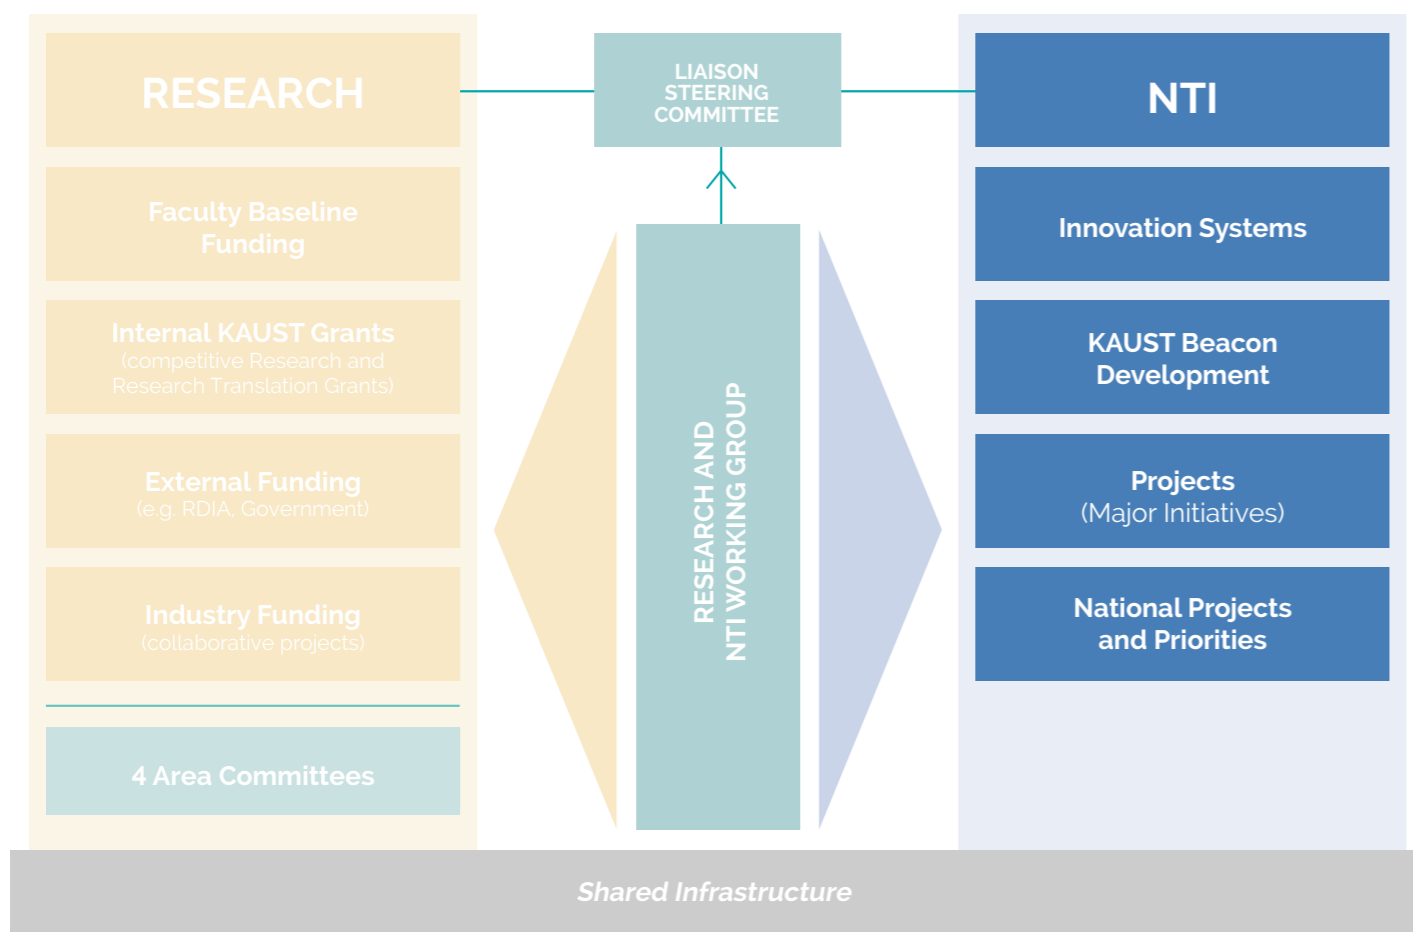 RESEARCH
Faculty Baseline
Funding
Internal KAUST Grants
(competitive Research and
Research Translation Grants)
External Funding
(e.g. RDIA, Government)
Industry Funding
(collaborative projects)
4 Area Committees
LIAISON
STEERING
COMMITTEE
RESEARCH AND
NTI WORKING GROUP
NTI
Innovation Systems
KAUST Beacon
Development
Projects
(Major Initiatives)
National Projects
and Priorities
Shared Infrastructure